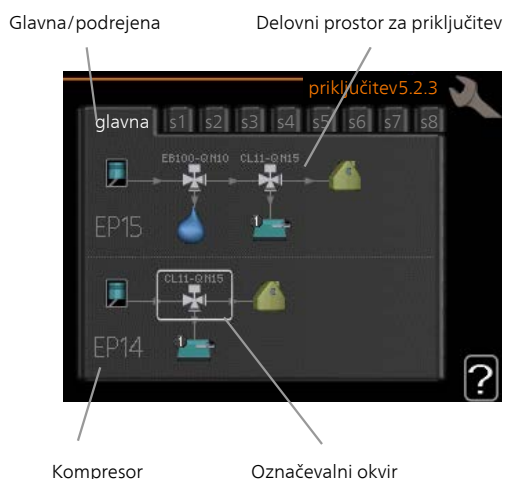 Glavna/podrejena Delovni prostor za priključitev
priključitev5.2.3
glavna s1 s2 s3 s4 s5 s6 s7 s8
EB100-QN10 CL11-QN15
1
EP15
CL11-QN15
1
EP14
?
Kompresor Označevalni okvir